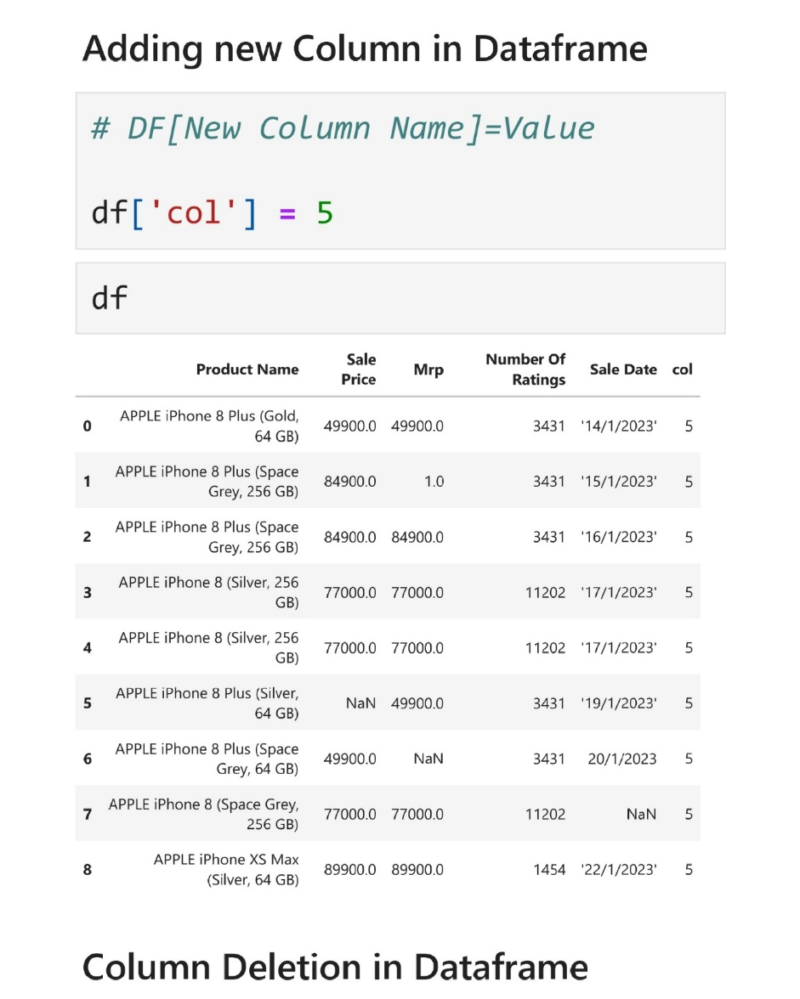 Adding new Column in Dataframe
# DF[New Column Name]=Value
df['col'] = 5
df
Product Name Sale Price Mrp Number Of Ratings Sale Date col
0 APPLE iPhone 8 Plus (Gold, 64 GB) 49900.0 49900.0 3431 '14/1/2023' 5
1 APPLE iPhone 8 Plus (Space Grey, 256 GB) 84900.0 1.0 3431 '15/1/2023' 5
2 APPLE iPhone 8 Plus (Space Grey, 256 GB) 84900.0 84900.0 3431 '16/1/2023' 5
3 APPLE iPhone 8 (Silver, 256 GB) 77000.0 77000.0 11202 '17/1/2023' 5
4 APPLE iPhone 8 (Silver, 256 GB) 77000.0 77000.0 11202 '17/1/2023' 5
5 APPLE iPhone 8 Plus (Silver, 64 GB) NaN 49900.0 3431 '19/1/2023' 5
6 APPLE iPhone 8 Plus (Space Grey, 64 GB) 49900.0 NaN 3431 20/1/2023 5
7 APPLE iPhone 8 (Space Grey, 256 GB) 77000.0 77000.0 11202 NaN 5
8 APPLE iPhone XS Max (Silver, 64 GB) 89900.0 89900.0 1454 '22/1/2023' 5
Column Deletion in Dataframe